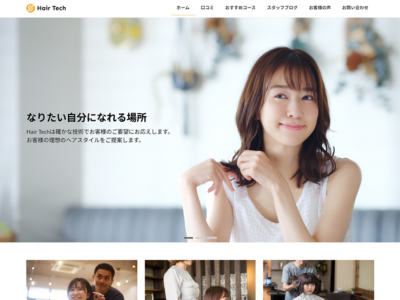 Hair Tech
ホーム 口コミ おすすめコース スタッフブログ お客様の声 お問い合わせ
なりたい自分になれる場所
Hair Techは確かな技術でお客様のご要望にお応えします。
お客様の理想のヘアスタイルをご提案します。